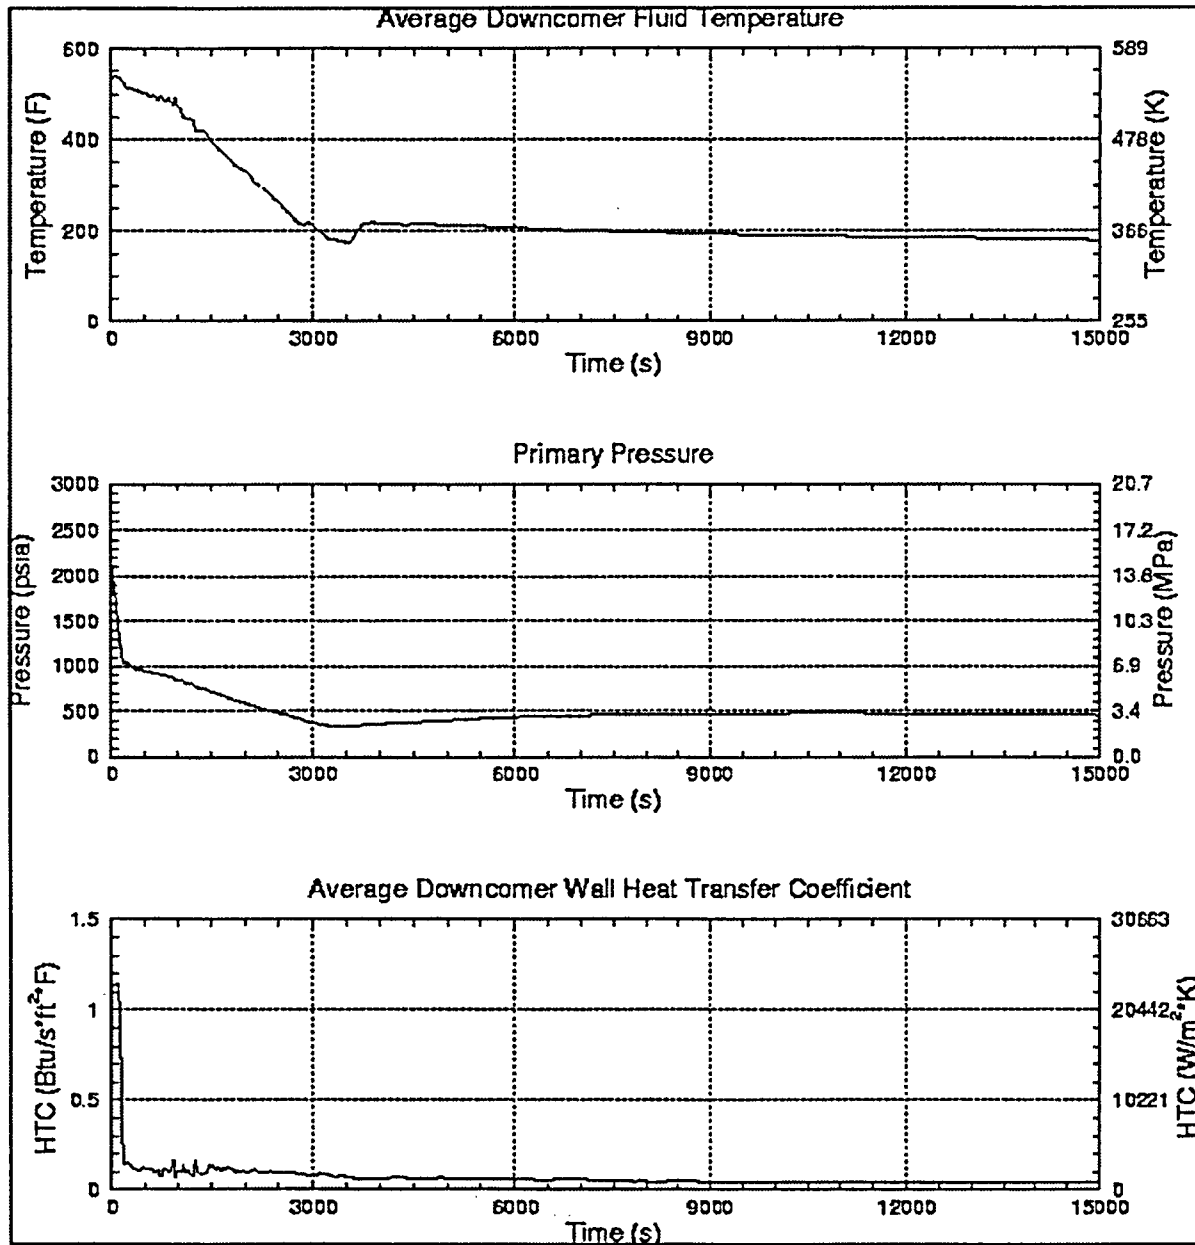 Average Downcomer Fluid Temperature
600
400
200
0
589
478
366
255
Temperature (F)
Temperature (K)
0 3000 6000 9000 12000 15000
Time (s)
Primary Pressure
3000
2500
2000
1500
1000
500
0
20.7
17.2
13.8
10.3
6.9
3.4
0.0
Pressure (psia)
Pressure (MPa)
0 3000 6000 9000 12000 15000
Time (s)
Average Downcomer Wall Heat Transfer Coefficient
1.5
1
0.5
0
30663
20442
10221
0
HTC (Btu/s*ft²*F)
HTC (W/m²*K)
0 3000 6000 9000 12000 15000
Time (s)